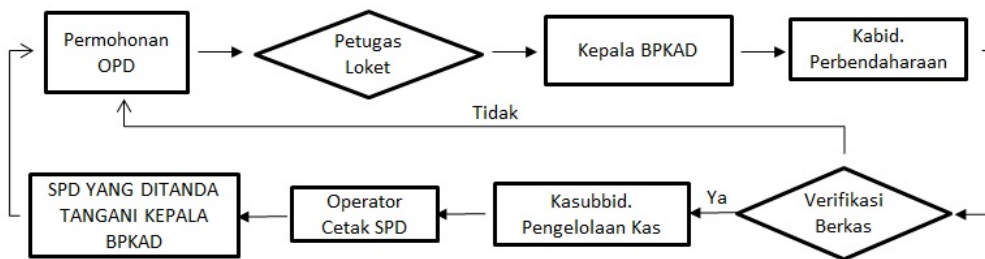 Permohonan
OPD
Petugas
Loket
Kepala BPKAD
Kabid.
Perbendaharaan
Tidak
SPD YANG DITANDA
TANGANI KEPALA
BPKAD
Operator
Cetak SPD
Kasubbid.
Pengelolaan Kas
Ya
Verifikasi
Berkas